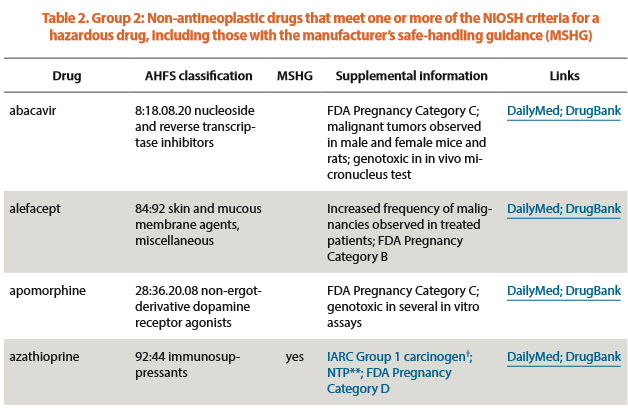 Table 2. Group 2: Non-antineoplastic drugs that meet one or more of the NIOSH criteria for a
hazardous drug, including those with the manufacturer's safe-handling guidance (MSHG)
Drug AHFS classification MSHG Supplemental information Links
abacavir 8:18.08.20 nucleoside FDA Pregnancy Category C; DailyMed; DrugBank
and reverse transcrip- malignant tumors observed
tase inhibitors in male and female mice and
rats; genotoxic in in vivo mi-
cronucleus test
alefacept 84:92 skin and mucous Increased frequency of malig- DailyMed; DrugBank
membrane agents, nancies observed in treated
miscellaneous patients; FDA Pregnancy
Category B
apomorphine 28:36.20.08 non-ergot- FDA Pregnancy Category C; DailyMed; DrugBank
derivative dopamine genotoxic in several in vitro
receptor agonists assays
azathioprine 92:44 immunosup- yes IARC Group 1 carcinogen‡; DailyMed; DrugBank
pressants NTP**; FDA Pregnancy
Category D